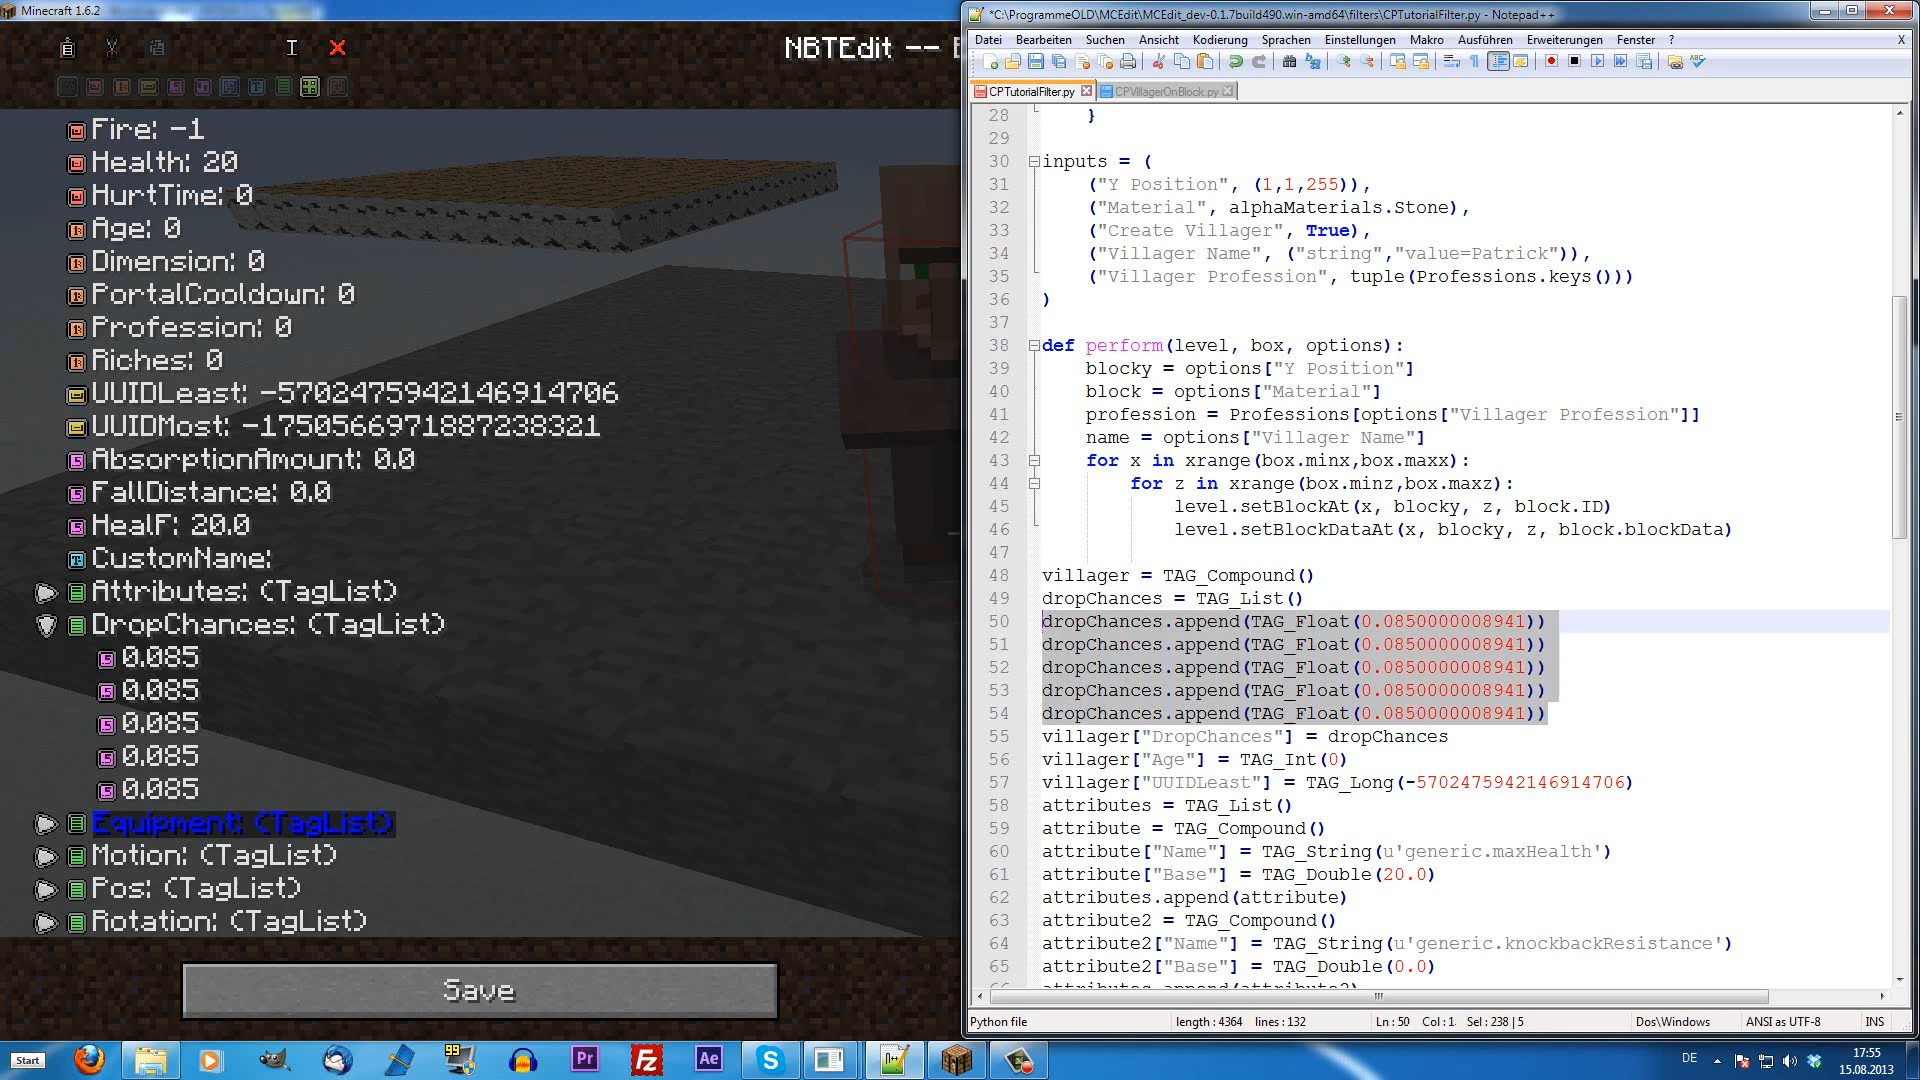 Minecraft 1.6.2
NBTEdit --
Fire: -1
Health: 20
HurtTime: 0
Age: 0
Dimension: 0
PortalCooldown: 0
Profession: 0
Riches: 0
UUIDLeast: -5702475942146914706
UUIDMost: -1750566971887238321
AbsorptionAmount: 0.0
FallDistance: 0.0
HealF: 20.0
CustomName:
Attributes: (TagList)
DropChances: (TagList)
0.085
0.085
0.085
0.085
0.085
Equipment: (TagList)
Motion: (TagList)
Pos: (TagList)
Rotation: (TagList)
Save
*C:\ProgrammeOLD\MCEdit\MCEdit_dev-0.1.7build490.win-amd64\filters\CPTutorialFilter.py - Notepad++
Datei Bearbeiten Suchen Ansicht Kodierung Sprachen Einstellungen Makro Ausführen Erweiterungen Fenster ? X
CPTutorialFilter.py CPVillagerOnBlock.py
28 }
29
30 inputs = (
31 ("Y Position", (1,1,255)),
32 ("Material", alphaMaterials.Stone),
33 ("Create Villager", True),
34 ("Villager Name", ("string","value=Patrick")),
35 ("Villager Profession", tuple(Professions.keys()))
36 )
37
38 def perform(level, box, options):
39 blocky = options["Y Position"]
40 block = options["Material"]
41 profession = Professions[options["Villager Profession"]]
42 name = options["Villager Name"]
43 for x in xrange(box.minx,box.maxx):
44 for z in xrange(box.minz,box.maxz):
45 level.setBlockAt(x, blocky, z, block.ID)
46 level.setBlockDataAt(x, blocky, z, block.blockData)
47
48 villager = TAG_Compound()
49 dropChances = TAG_List()
50 dropChances.append(TAG_Float(0.0850000008941))
51 dropChances.append(TAG_Float(0.0850000008941))
52 dropChances.append(TAG_Float(0.0850000008941))
53 dropChances.append(TAG_Float(0.0850000008941))
54 dropChances.append(TAG_Float(0.0850000008941))
55 villager["DropChances"] = dropChances
56 villager["Age"] = TAG_Int(0)
57 villager["UUIDLeast"] = TAG_Long(-5702475942146914706)
58 attributes = TAG_List()
59 attribute = TAG_Compound()
60 attribute["Name"] = TAG_String(u'generic.maxHealth')
61 attribute["Base"] = TAG_Double(20.0)
62 attributes.append(attribute)
63 attribute2 = TAG_Compound()
64 attribute2["Name"] = TAG_String(u'generic.knockbackResistance')
65 attribute2["Base"] = TAG_Double(0.0)
Python file length : 4364 lines : 132 Ln : 50 Col : 1 Sel : 238 | 5 Dos\Windows ANSI as UTF-8 INS
Start
99
Pr
Fz
Ae
S
n++
DE
17:55
15.08.2013